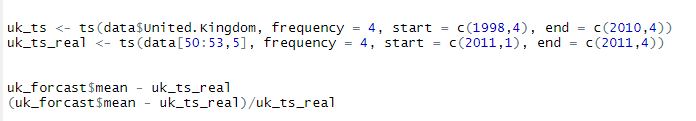 uk_ts <- ts(data$United.Kingdom, frequency = 4, start = c(1998,4), end = c(2010,4))
uk_ts_real <- ts(data[50:53,5], frequency = 4, start = c(2011,1), end = c(2011,4))
uk_forcast$mean - uk_ts_real
(uk_forcast$mean - uk_ts_real)/uk_ts_real